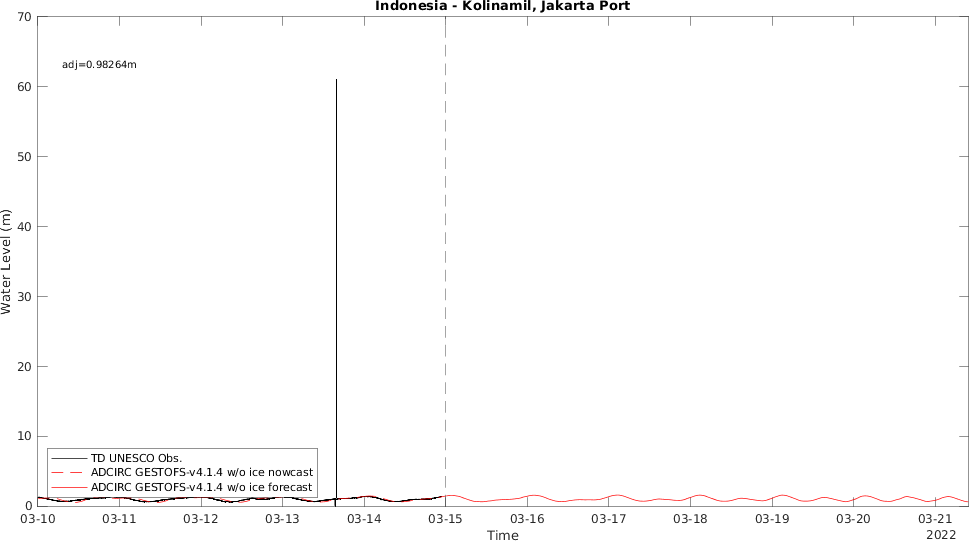 Indonesia - Kolinamil, Jakarta Port
70
adj=0.98264m
60
50
40
Water Level (m)
30
20
10
TD UNESCO Obs.
ADCIRC GESTOFS-v4.1.4 w/o ice nowcast
ADCIRC GESTOFS-v4.1.4 w/o ice forecast
0
03-10 03-11 03-12 03-13 03-14 03-15 03-16 03-17 03-18 03-19 03-20 03-21
Time
2022